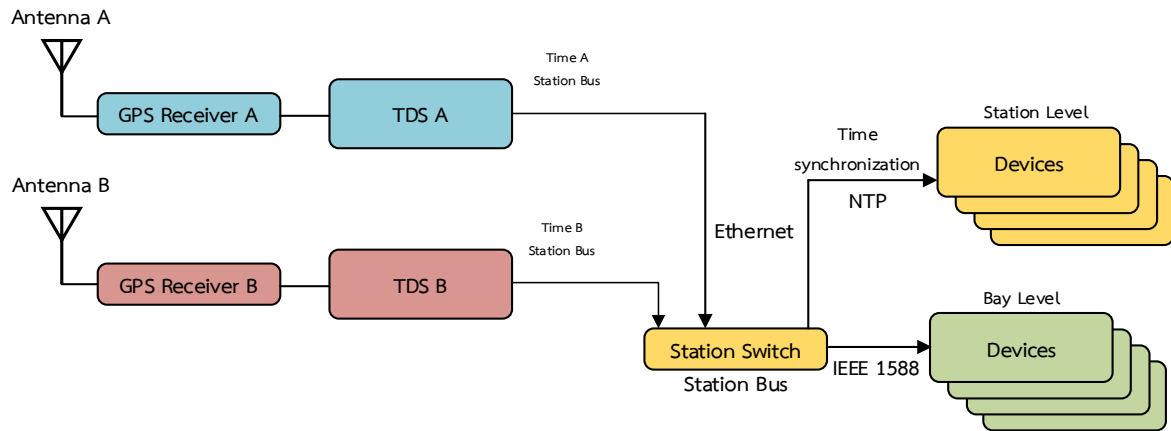 Antenna A
GPS Receiver A
TDS A
Time A
Station Bus
Antenna B
GPS Receiver B
TDS B
Time B
Station Bus
Ethernet
Station Switch
Station Bus
Time
synchronization
NTP
Station Level
Devices
IEEE 1588
Bay Level
Devices